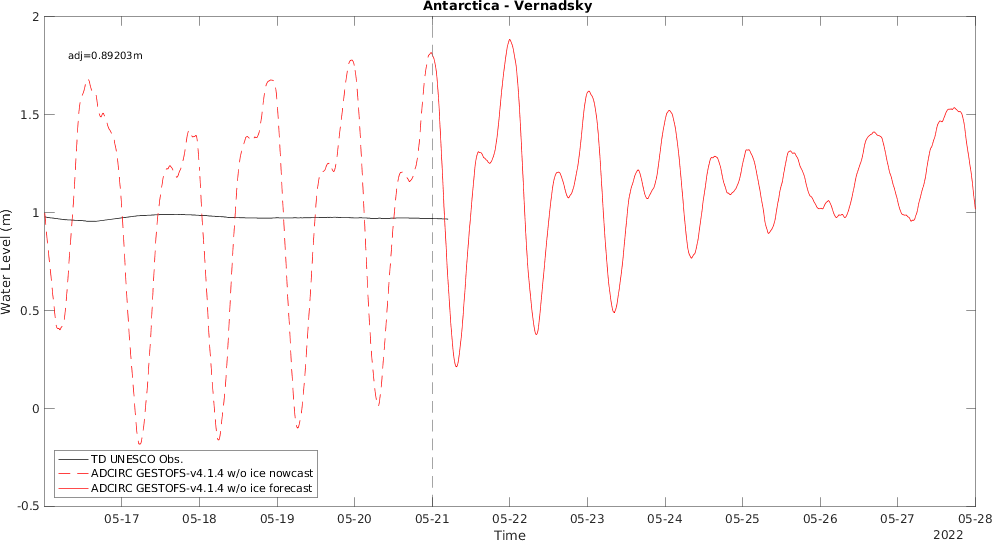 Antarctica - Vernadsky
2
adj=0.89203m
1.5
1
0.5
0
-0.5
Water Level (m)
TD UNESCO Obs.
ADCIRC GESTOFS-v4.1.4 w/o ice nowcast
ADCIRC GESTOFS-v4.1.4 w/o ice forecast
05-17 05-18 05-19 05-20 05-21 05-22 05-23 05-24 05-25 05-26 05-27 05-28
Time
2022